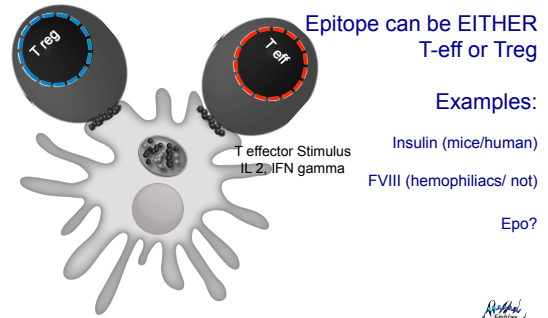 T reg
T eff
Epitope can be EITHER
T-eff or Treg
Examples:
Insulin (mice/human)
FVIII (hemophiliacs/ not)
Epo?
T effector Stimulus
IL 2, IFN gamma
EpiVax